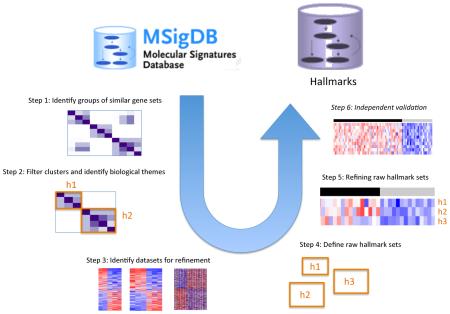 MSigDB
Molecular Signatures
Database
Hallmarks
Step 1: Identify groups of similar gene sets
Step 2: Filter clusters and identify biological themes
h1
h2
Step 3: Identify datasets for refinement
Step 4: Define raw hallmark sets
h1
h2
h3
Step 5: Refining raw hallmark sets
h1
h2
h3
Step 6: Independent validation